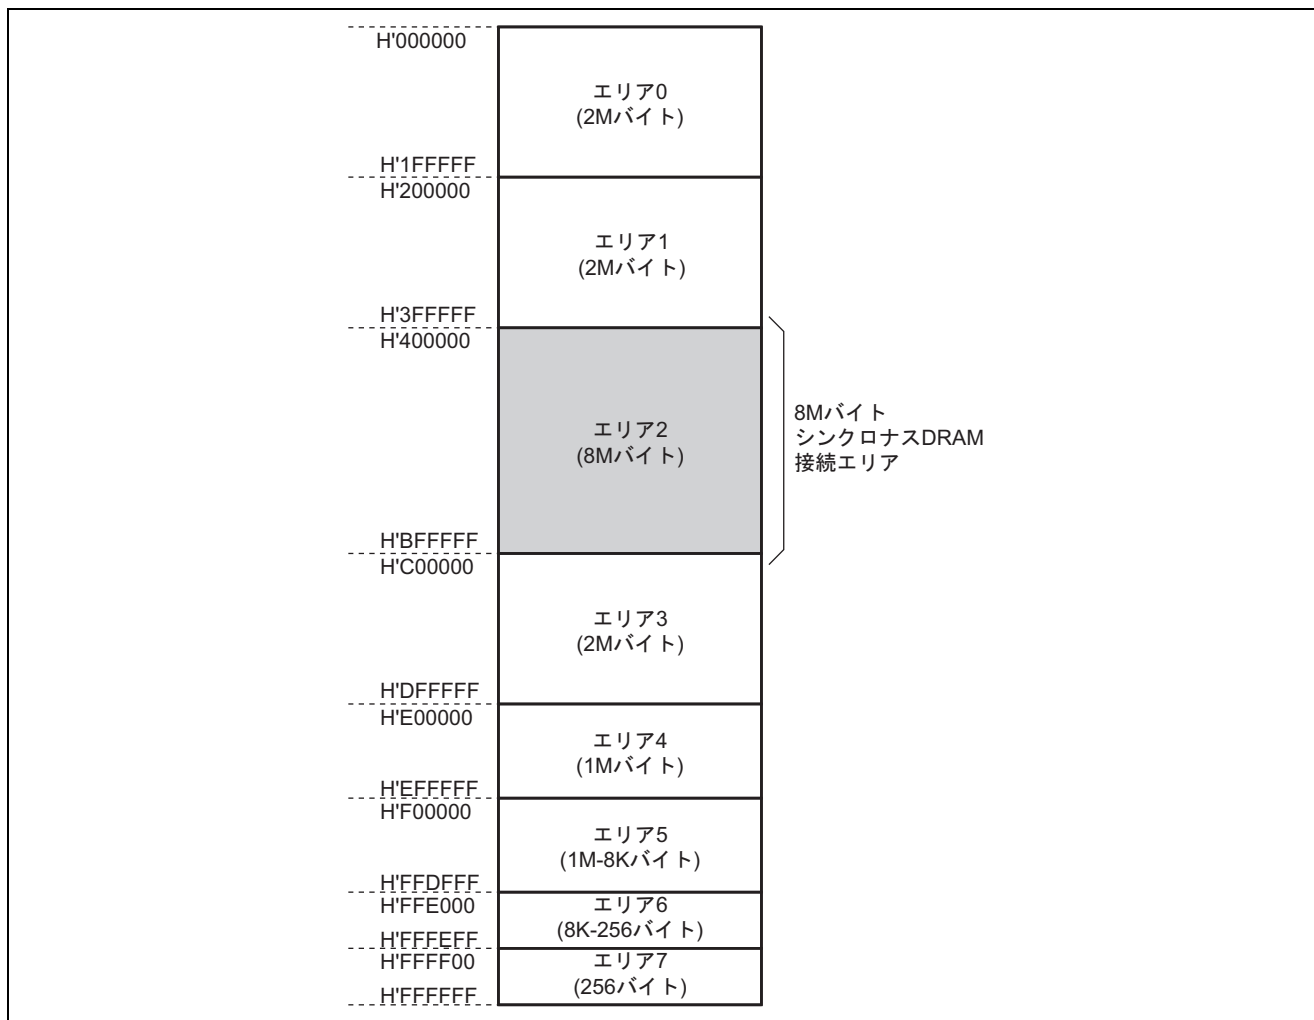 H'000000
エリア0
(2Mバイト)
H'1FFFFF
H'200000
エリア1
(2Mバイト)
H'3FFFFF
H'400000
エリア2
(8Mバイト)
8Mバイト
シンクロナスDRAM
接続エリア
H'BFFFFF
H'C00000
エリア3
(2Mバイト)
H'DFFFFF
H'E00000
エリア4
(1Mバイト)
H'EFFFFF
H'F00000
エリア5
(1M-8Kバイト)
H'FFDFFF
H'FFE000
エリア6
(8K-256バイト)
H'FFFEFF
H'FFFF00
エリア7
(256バイト)
H'FFFFFF